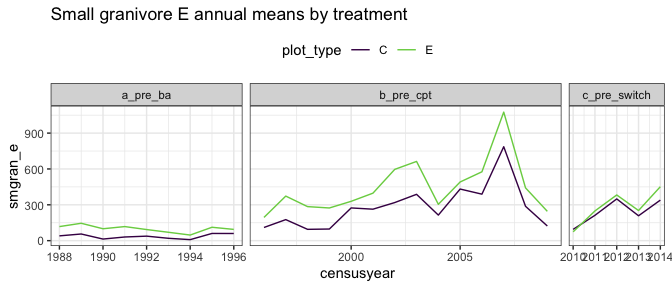 Small granivore E annual means by treatment
plot_type C E
a_pre_ba b_pre_cpt c_pre_switch
smgran_e
900
600
300
0
1988 1990 1992 1994 1996 2000 2005 2010 2011 2012 2013 2014
censusyear